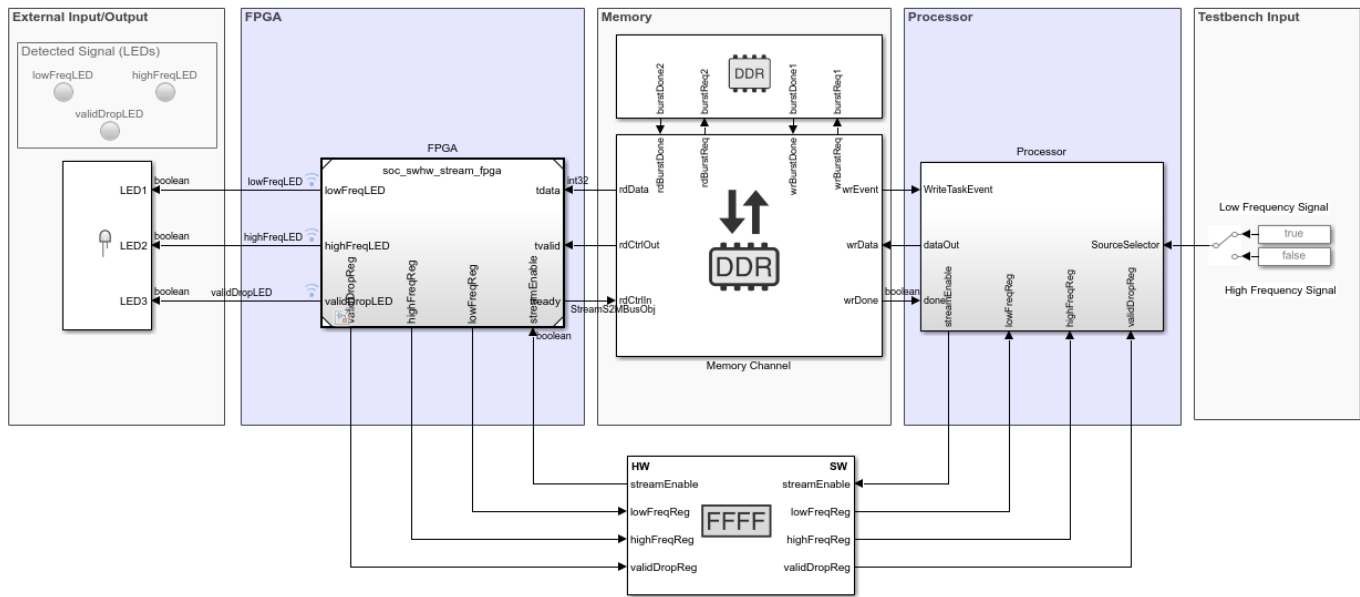 External Input/Output
Detected Signal (LEDs)
lowFreqLED
highFreqLED
validDropLED
LED1
LED2
LED3
boolean
boolean
boolean
lowFreqLED
highFreqLED
validDropLED
FPGA
FPGA
soc_swhw_stream_fpga
lowFreqLED
highFreqLED
validDropLED
tdata
tvalid
tready
validDropReg
highFreqReg
lowFreqReg
streamEnable
int32
StreamS2MBusObj
boolean
Memory
burstDone2
burstReq2
DDR
burstDone1
burstReq1
rdBurstDone
rdBurstReq
wrBurstDone
wrBurstReq
rdData
rdCtrlOut
rdCtrlIn
DDR
wrEvent
wrData
wrDone
Memory Channel
boolean
Processor
Processor
WriteTaskEvent
dataOut
done
SourceSelector
streamEnable
lowFreqReg
highFreqReg
validDropReg
Testbench Input
Low Frequency Signal
true
false
High Frequency Signal
HW
SW
streamEnable
streamEnable
lowFreqReg
lowFreqReg
FFFF
highFreqReg
highFreqReg
validDropReg
validDropReg